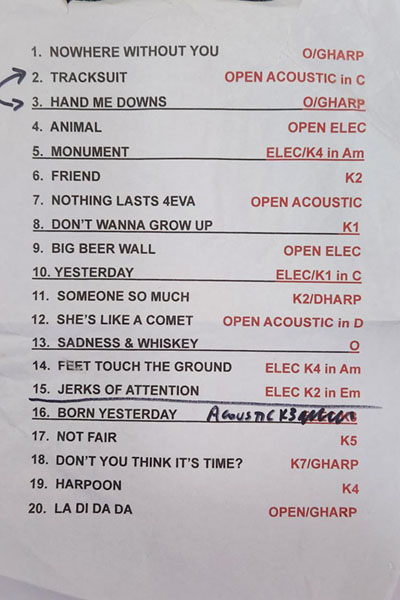 1. NOWHERE WITHOUT YOU O/GHARP
2. TRACKSUIT OPEN ACOUSTIC in C
3. HAND ME DOWNS O/GHARP
4. ANIMAL OPEN ELEC
5. MONUMENT ELEC/K4 in Am
6. FRIEND K2
7. NOTHING LASTS 4EVA OPEN ACOUSTIC
8. DON'T WANNA GROW UP K1
9. BIG BEER WALL OPEN ELEC
10. YESTERDAY ELEC/K1 in C
11. SOMEONE SO MUCH K2/DHARP
12. SHE'S LIKE A COMET OPEN ACOUSTIC in D
13. SADNESS & WHISKEY O
14. FEET TOUCH THE GROUND ELEC K4 in Am
15. JERKS OF ATTENTION ELEC K2 in Em
16. BORN YESTERDAY ACOUSTIC K3
17. NOT FAIR K5
18. DON'T YOU THINK IT'S TIME? K7/GHARP
19. HARPOON K4
20. LA DI DA DA OPEN/GHARP